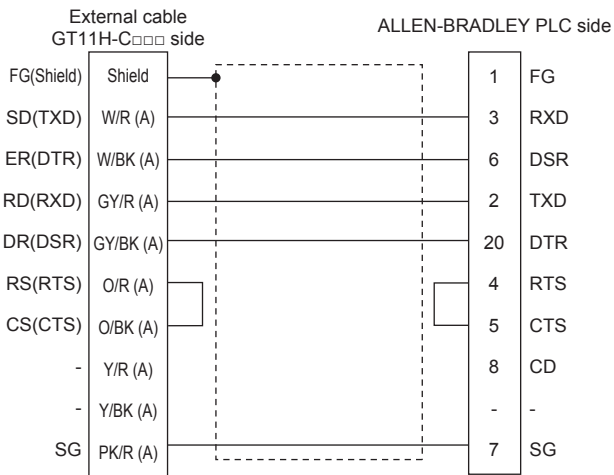 External cable
GT11H-C□□□ side
ALLEN-BRADLEY PLC side
FG(Shield) Shield 1 FG
SD(TXD) W/R (A) 3 RXD
ER(DTR) W/BK (A) 6 DSR
RD(RXD) GY/R (A) 2 TXD
DR(DSR) GY/BK (A) 20 DTR
RS(RTS) O/R (A) 4 RTS
CS(CTS) O/BK (A) 5 CTS
- Y/R (A) 8 CD
- Y/BK (A) - -
SG PK/R (A) 7 SG